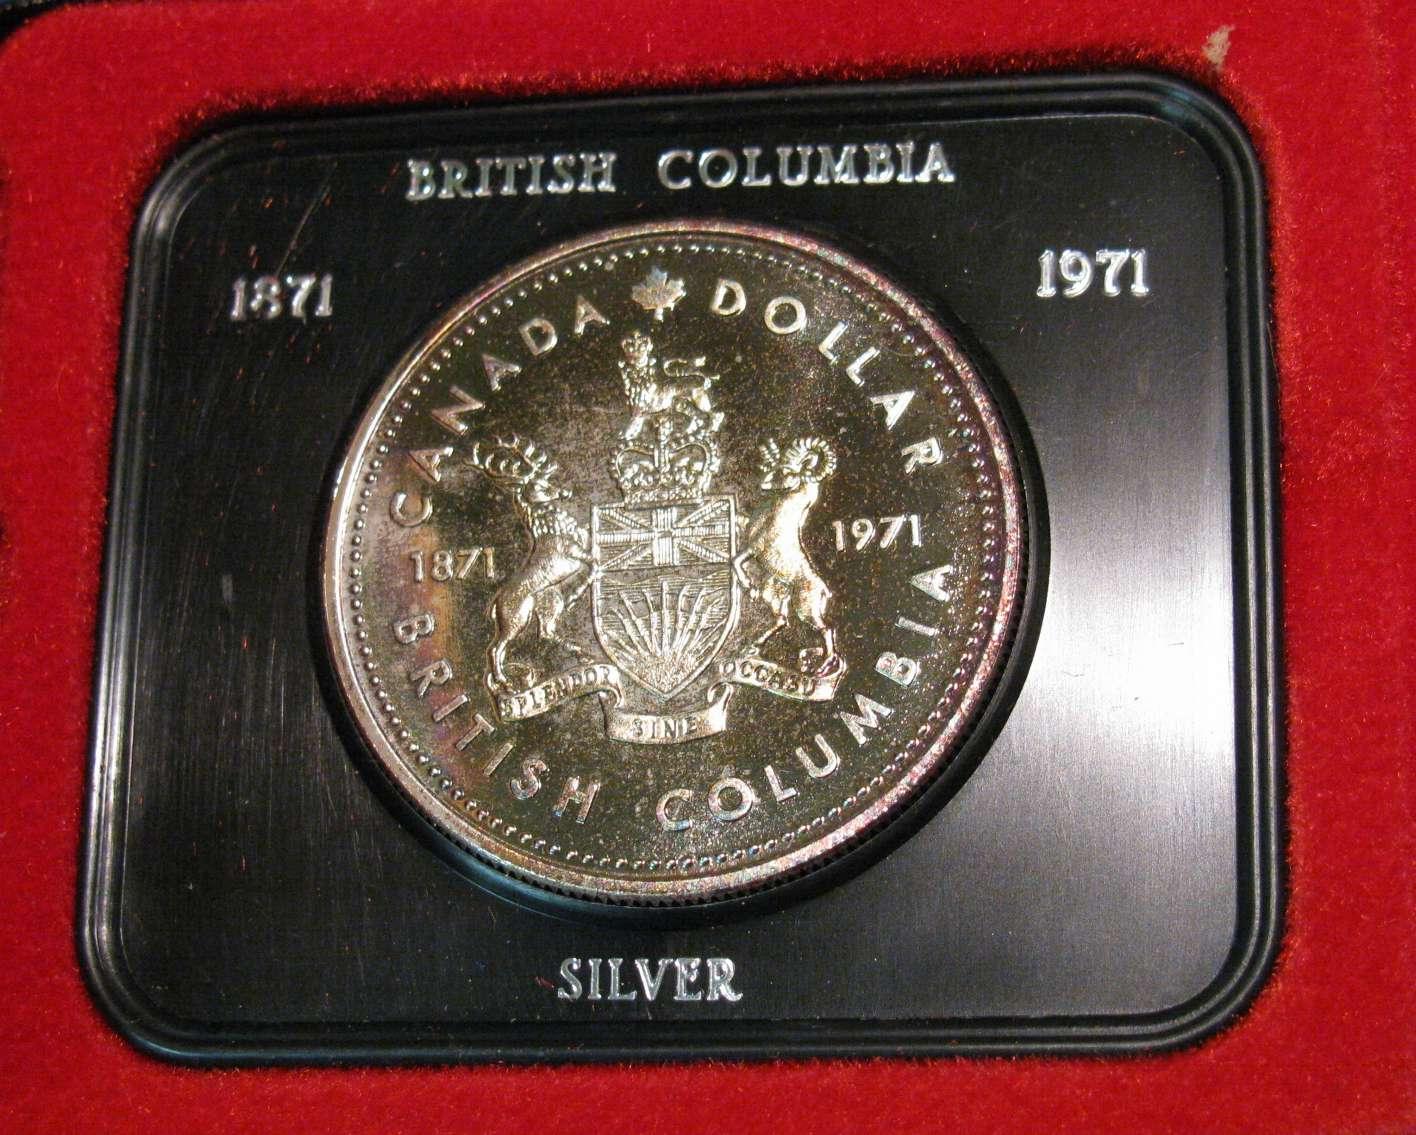 BRITISH COLUMBIA
1871
1971
CANADA DOLLAR
1871
1971
SPLENDOR SINE OCCASU
BRITISH COLUMBIA
SILVER